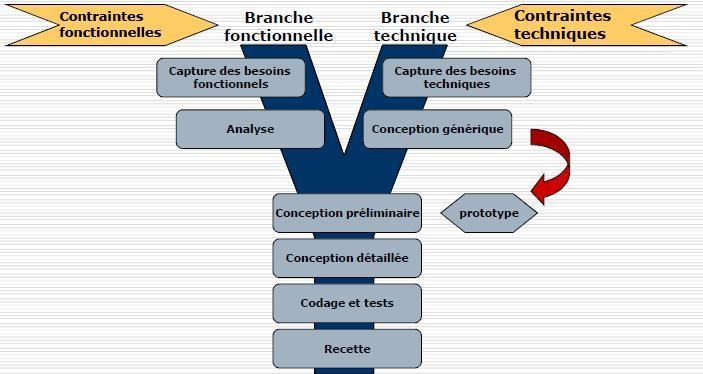 Contraintes
fonctionnelles
Branche
fonctionnelle
Branche
technique
Contraintes
techniques
Capture des besoins
fonctionnels
Capture des besoins
techniques
Analyse
Conception générique
Conception préliminaire
prototype
Conception détaillée
Codage et tests
Recette